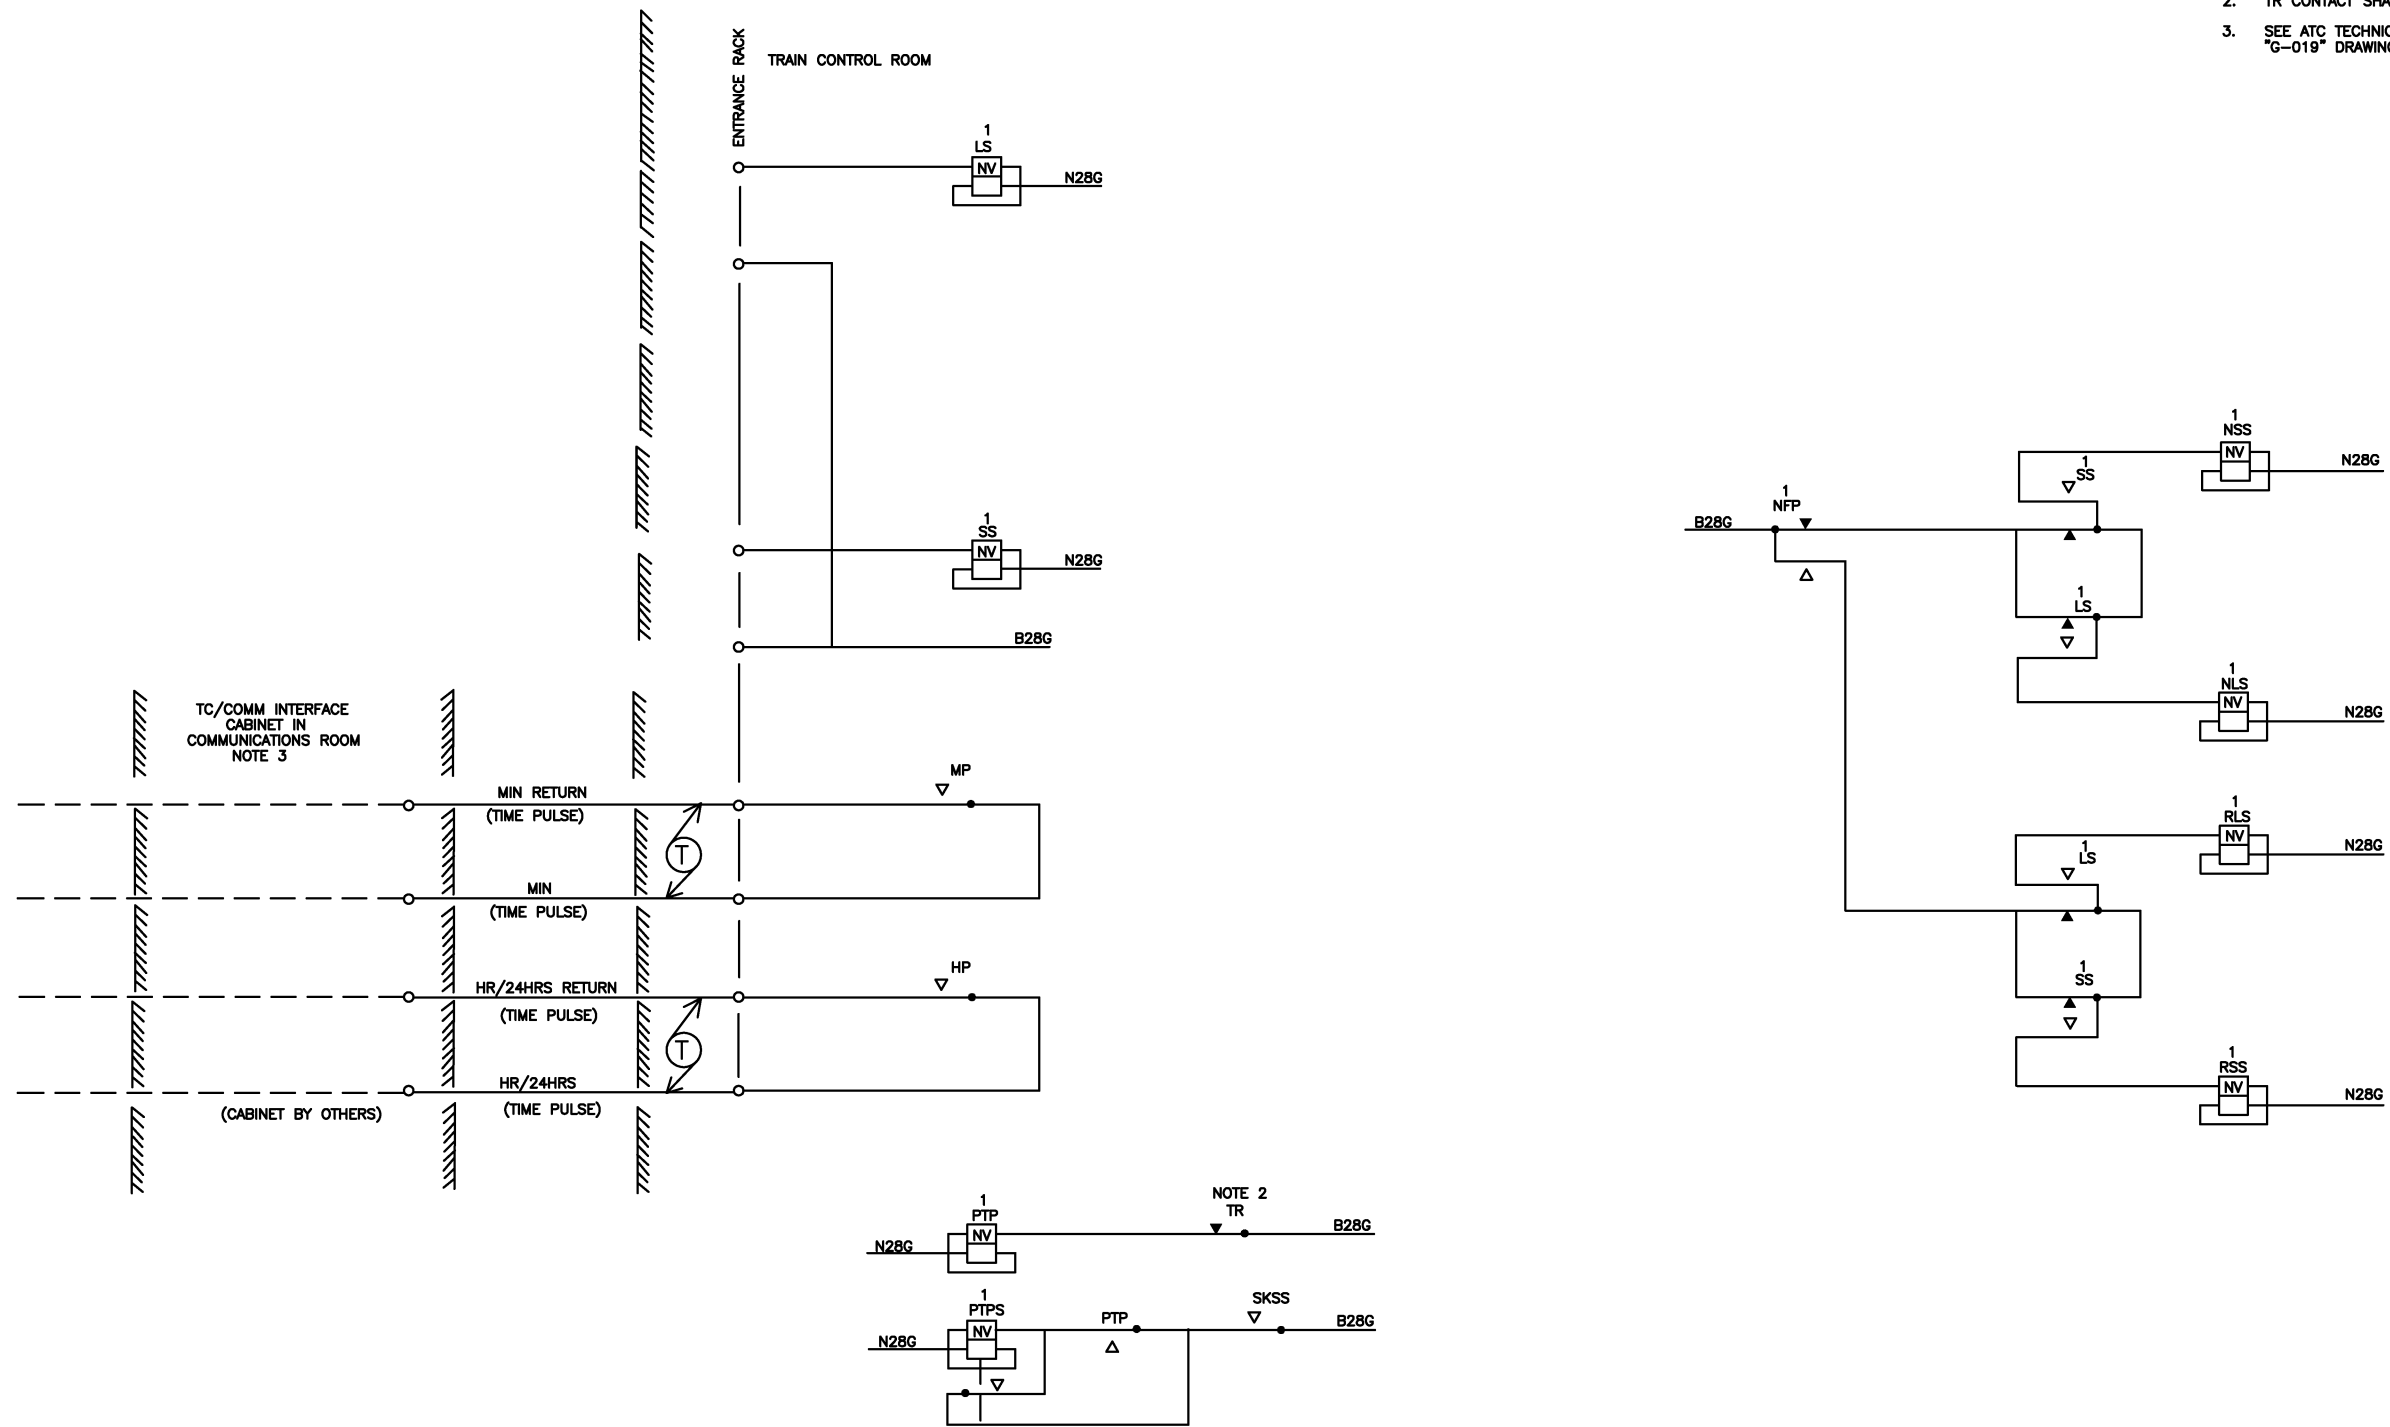 2. TR CONTACT
3. SEE ATC
"G-019"
ENTRANCE RACK
TRAIN CONTROL ROOM
1
LS
NV
N28G
1
SS
NV
N28G
B28G
TC/COMM INTERFACE
CABINET IN
COMMUNICATIONS ROOM
NOTE 3
MIN RETURN
(TIME PULSE)
T
MIN
(TIME PULSE)
MP
HR/24HRS RETURN
(TIME PULSE)
T
HR/24HRS
(TIME PULSE)
HP
(CABINET BY OTHERS)
1
PTP
NV
N28G
NOTE 2
TR
B28G
1
PTPS
NV
N28G
PTP
SKSS
B28G
1
NFP
B28G
1
SS
1
NSS
NV
N28G
1
LS
1
NLS
NV
N28G
1
LS
1
RLS
NV
N28G
1
SS
1
RSS
NV
N28G